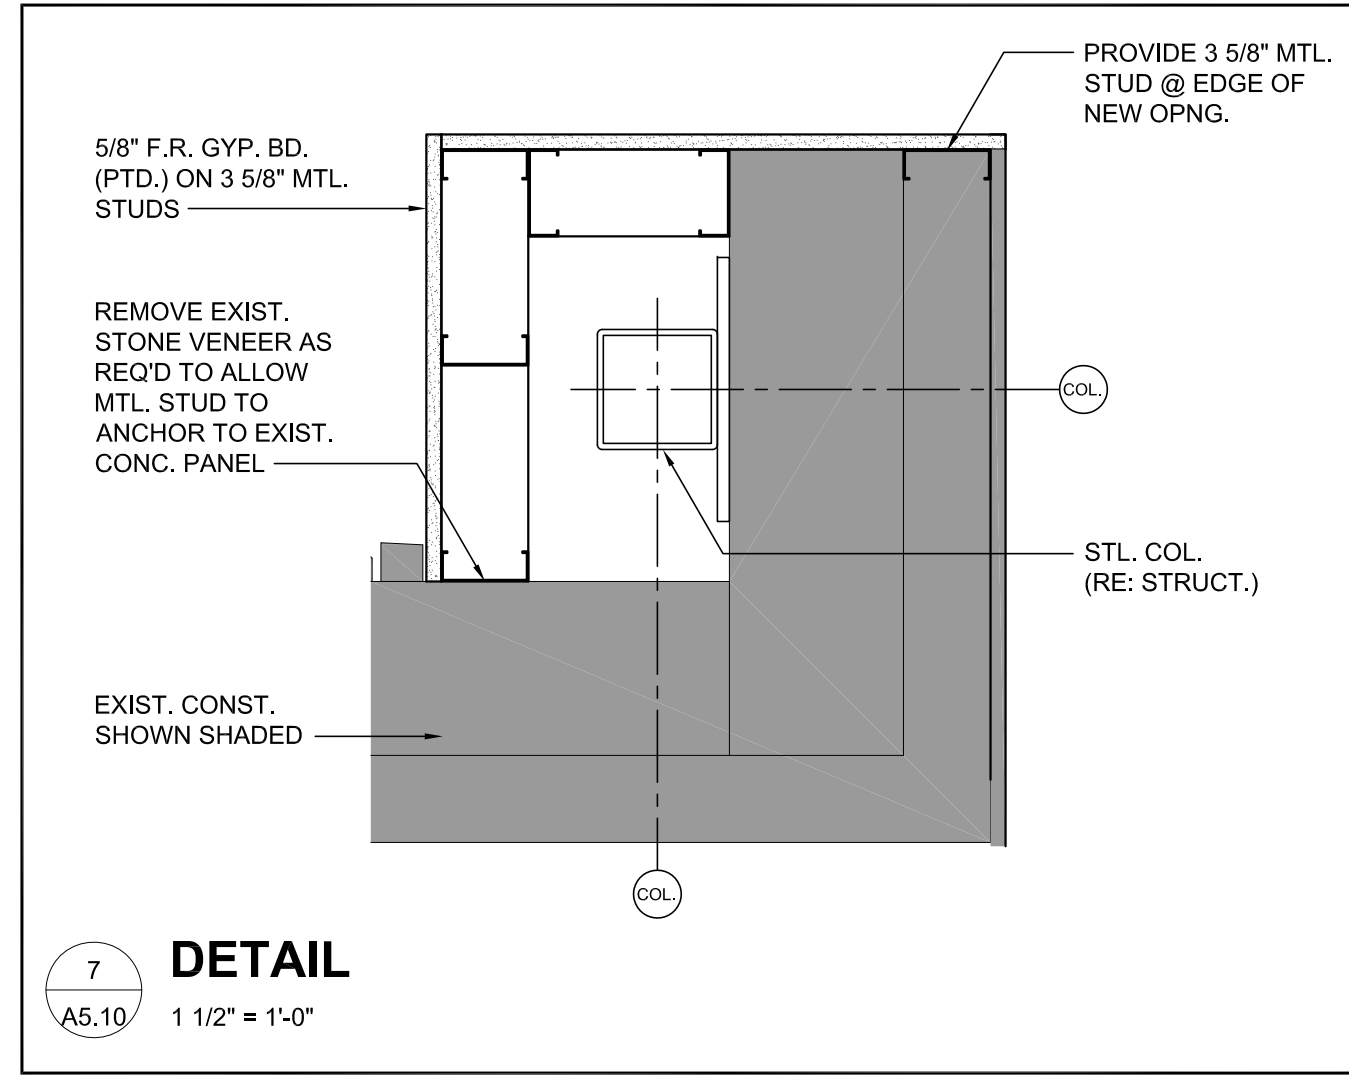 PROVIDE 3 5/8" MTL.
STUD @ EDGE OF
NEW OPNG.
5/8" F.R. GYP. BD.
(PTD.) ON 3 5/8" MTL.
STUDS
REMOVE EXIST.
STONE VENEER AS
REQ'D TO ALLOW
MTL. STUD TO
ANCHOR TO EXIST.
CONC. PANEL
COL.
STL. COL.
(RE: STRUCT.)
EXIST. CONST.
SHOWN SHADED
COL.
7
A5.10
DETAIL
1 1/2" = 1'-0"